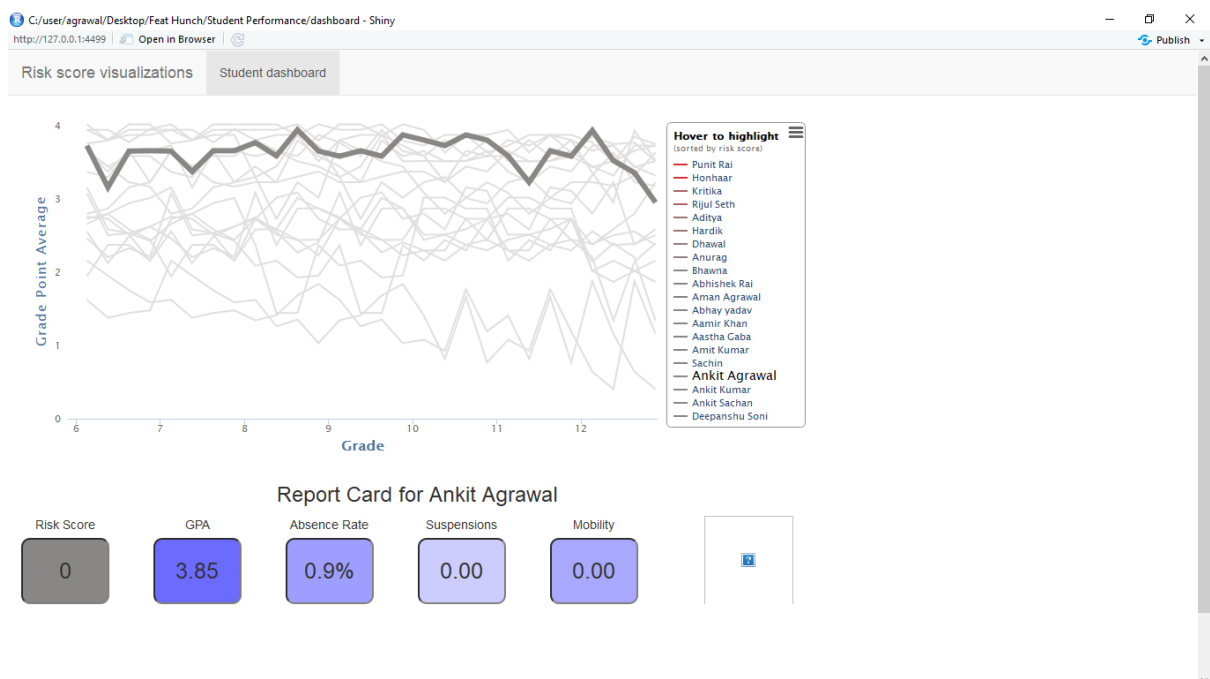 C:/user/agrawal/Desktop/Feat Hunch/Student Performance/dashboard - Shiny
http://127.0.0.1:4499 Open in Browser Publish
Risk score visualizations Student dashboard
4
3
2
1
0
Grade Point Average
6 7 8 9 10 11 12
Grade
Hover to highlight
(sorted by risk score)
Punit Rai
Honhaar
Kritika
Rijul Seth
Aditya
Hardik
Dhawal
Anurag
Bhawna
Abhishek Rai
Aman Agrawal
Abhay yadav
Aamir Khan
Aastha Gaba
Amit Kumar
Sachin
Ankit Agrawal
Ankit Kumar
Ankit Sachan
Deepanshu Soni
Report Card for Ankit Agrawal
Risk Score GPA Absence Rate Suspensions Mobility
0 3.85 0.9% 0.00 0.00
?